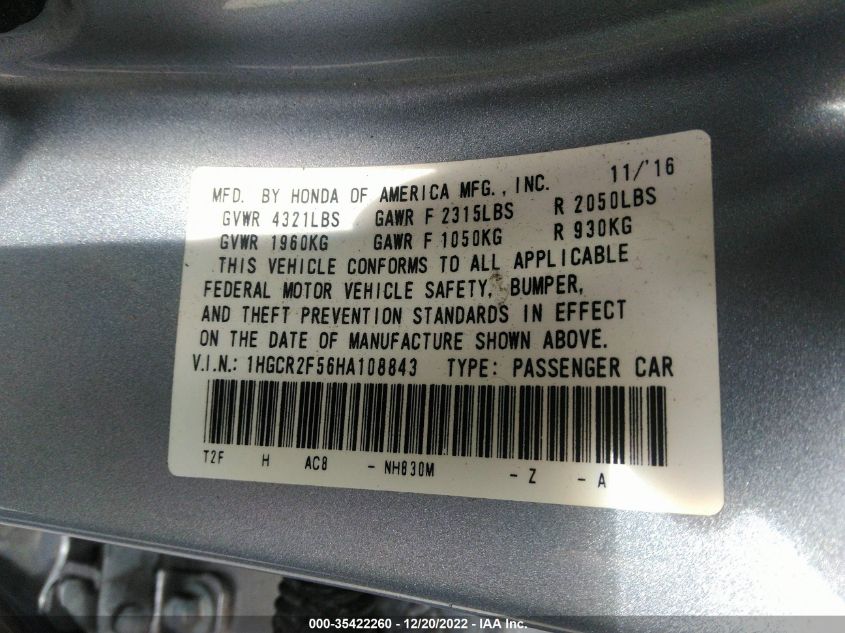 11/'16
MFD. BY HONDA OF AMERICA MFG., INC.
GVWR 4321LBS GAWR F 2315LBS R 2050LBS
GVWR 1960KG GAWR F 1050KG R 930KG
THIS VEHICLE CONFORMS TO ALL APPLICABLE
FEDERAL MOTOR VEHICLE SAFETY, BUMPER,
AND THEFT PREVENTION STANDARDS IN EFFECT
ON THE DATE OF MANUFACTURE SHOWN ABOVE.
V.I.N.: 1HGCR2F56HA108843 TYPE: PASSENGER CAR
T2F H AC8 - NH830M - Z - A
000-35422260 - 12/20/2022 - IAA Inc.